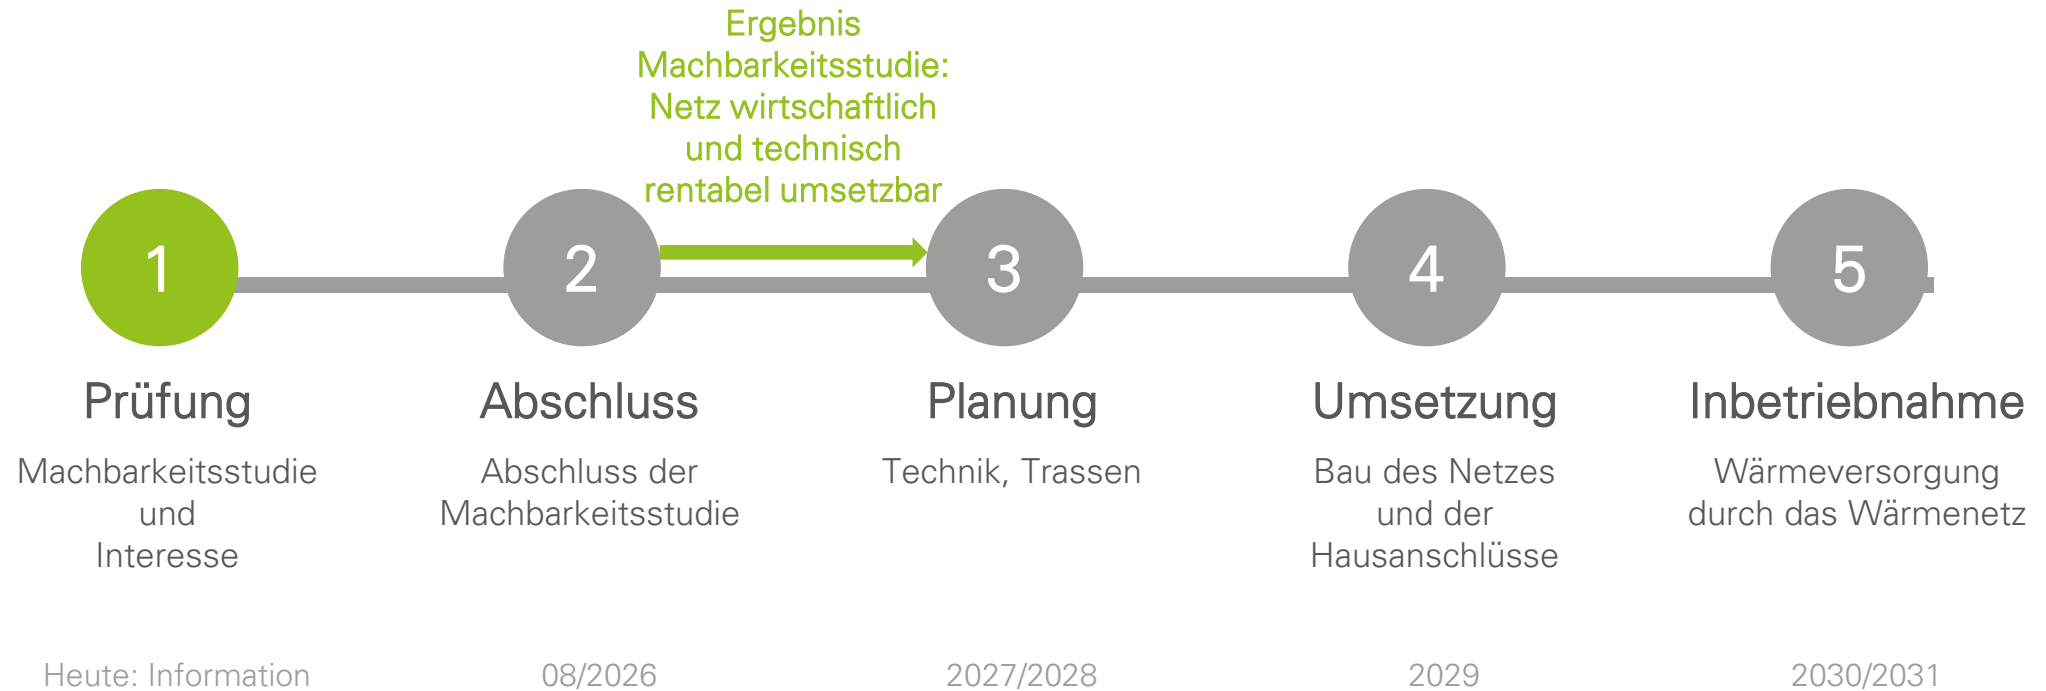 Ergebnis
Machbarkeitsstudie:
Netz wirtschaftlich
und technisch
rentabel umsetzbar
1
2
3
4
5
Prüfung
Machbarkeitsstudie
und
Interesse
Heute: Information
Abschluss
Abschluss der
Machbarkeitsstudie
08/2026
Planung
Technik, Trassen
2027/2028
Umsetzung
Bau des Netzes
und der
Hausanschlüsse
2029
Inbetriebnahme
Wärmeversorgung
durch das Wärmenetz
2030/2031